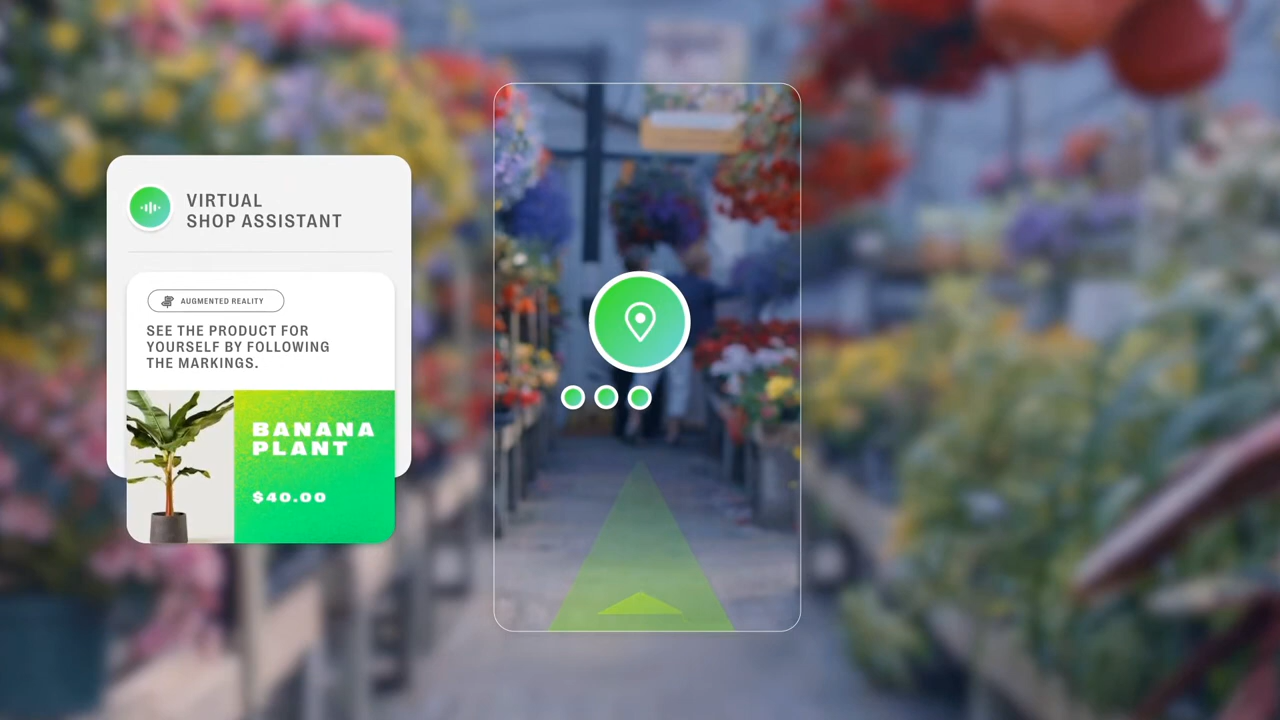 VIRTUAL
SHOP ASSISTANT
AUGMENTED REALITY
SEE THE PRODUCT FOR
YOURSELF BY FOLLOWING
THE MARKINGS.
BANANA
PLANT
$40.00